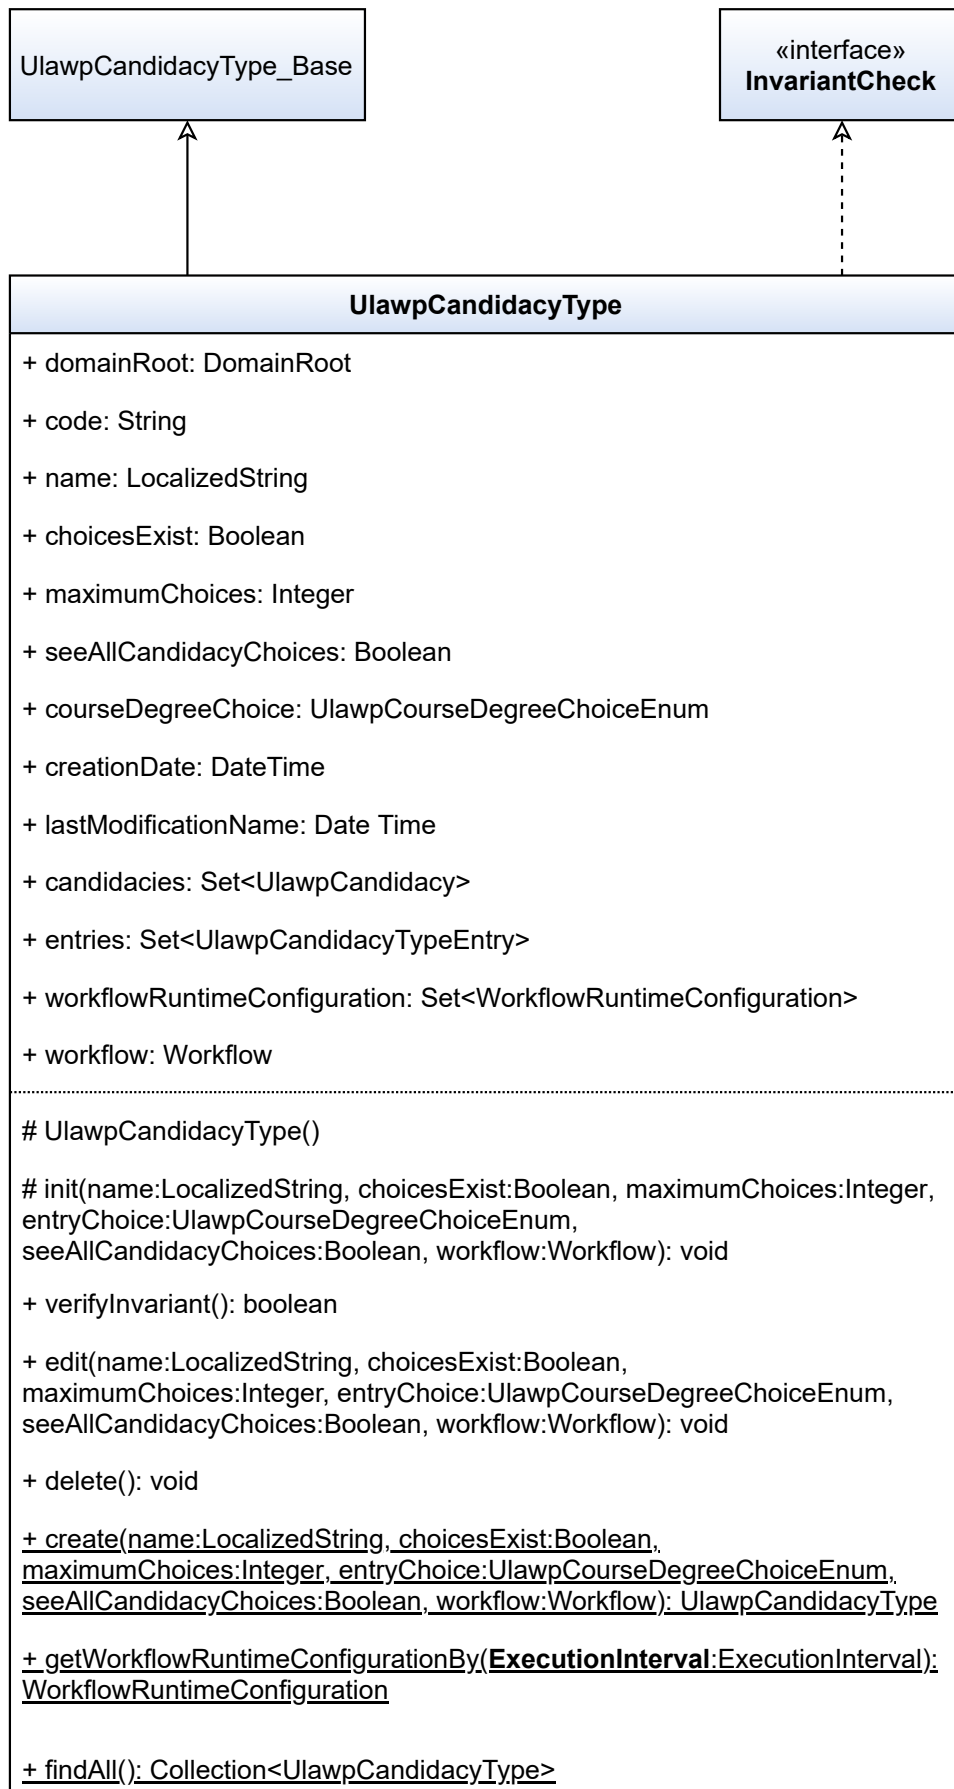 UlawpCandidacyType_Base
«interface»
InvariantCheck
UlawpCandidacyType
+ domainRoot: DomainRoot
+ code: String
+ name: LocalizedString
+ choicesExist: Boolean
+ maximumChoices: Integer
+ seeAllCandidacyChoices: Boolean
+ courseDegreeChoice: UlawpCourseDegreeChoiceEnum
+ creationDate: DateTime
+ lastModificationName: Date Time
+ candidacies: Set<UlawpCandidacy>
+ entries: Set<UlawpCandidacyTypeEntry>
+ workflowRuntimeConfiguration: Set<WorkflowRuntimeConfiguration>
+ workflow: Workflow
# UlawpCandidacyType()
# init(name:LocalizedString, choicesExist:Boolean, maximumChoices:Integer,
entryChoice:UlawpCourseDegreeChoiceEnum,
seeAllCandidacyChoices:Boolean, workflow:Workflow): void
+ verifyInvariant(): boolean
+ edit(name:LocalizedString, choicesExist:Boolean,
maximumChoices:Integer, entryChoice:UlawpCourseDegreeChoiceEnum,
seeAllCandidacyChoices:Boolean, workflow:Workflow): void
+ delete(): void
+ create(name:LocalizedString, choicesExist:Boolean,
maximumChoices:Integer, entryChoice:UlawpCourseDegreeChoiceEnum,
seeAllCandidacyChoices:Boolean, workflow:Workflow): UlawpCandidacyType
+ getWorkflowRuntimeConfigurationBy(ExecutionInterval:ExecutionInterval):
WorkflowRuntimeConfiguration
+ findAll(): Collection<UlawpCandidacyType>